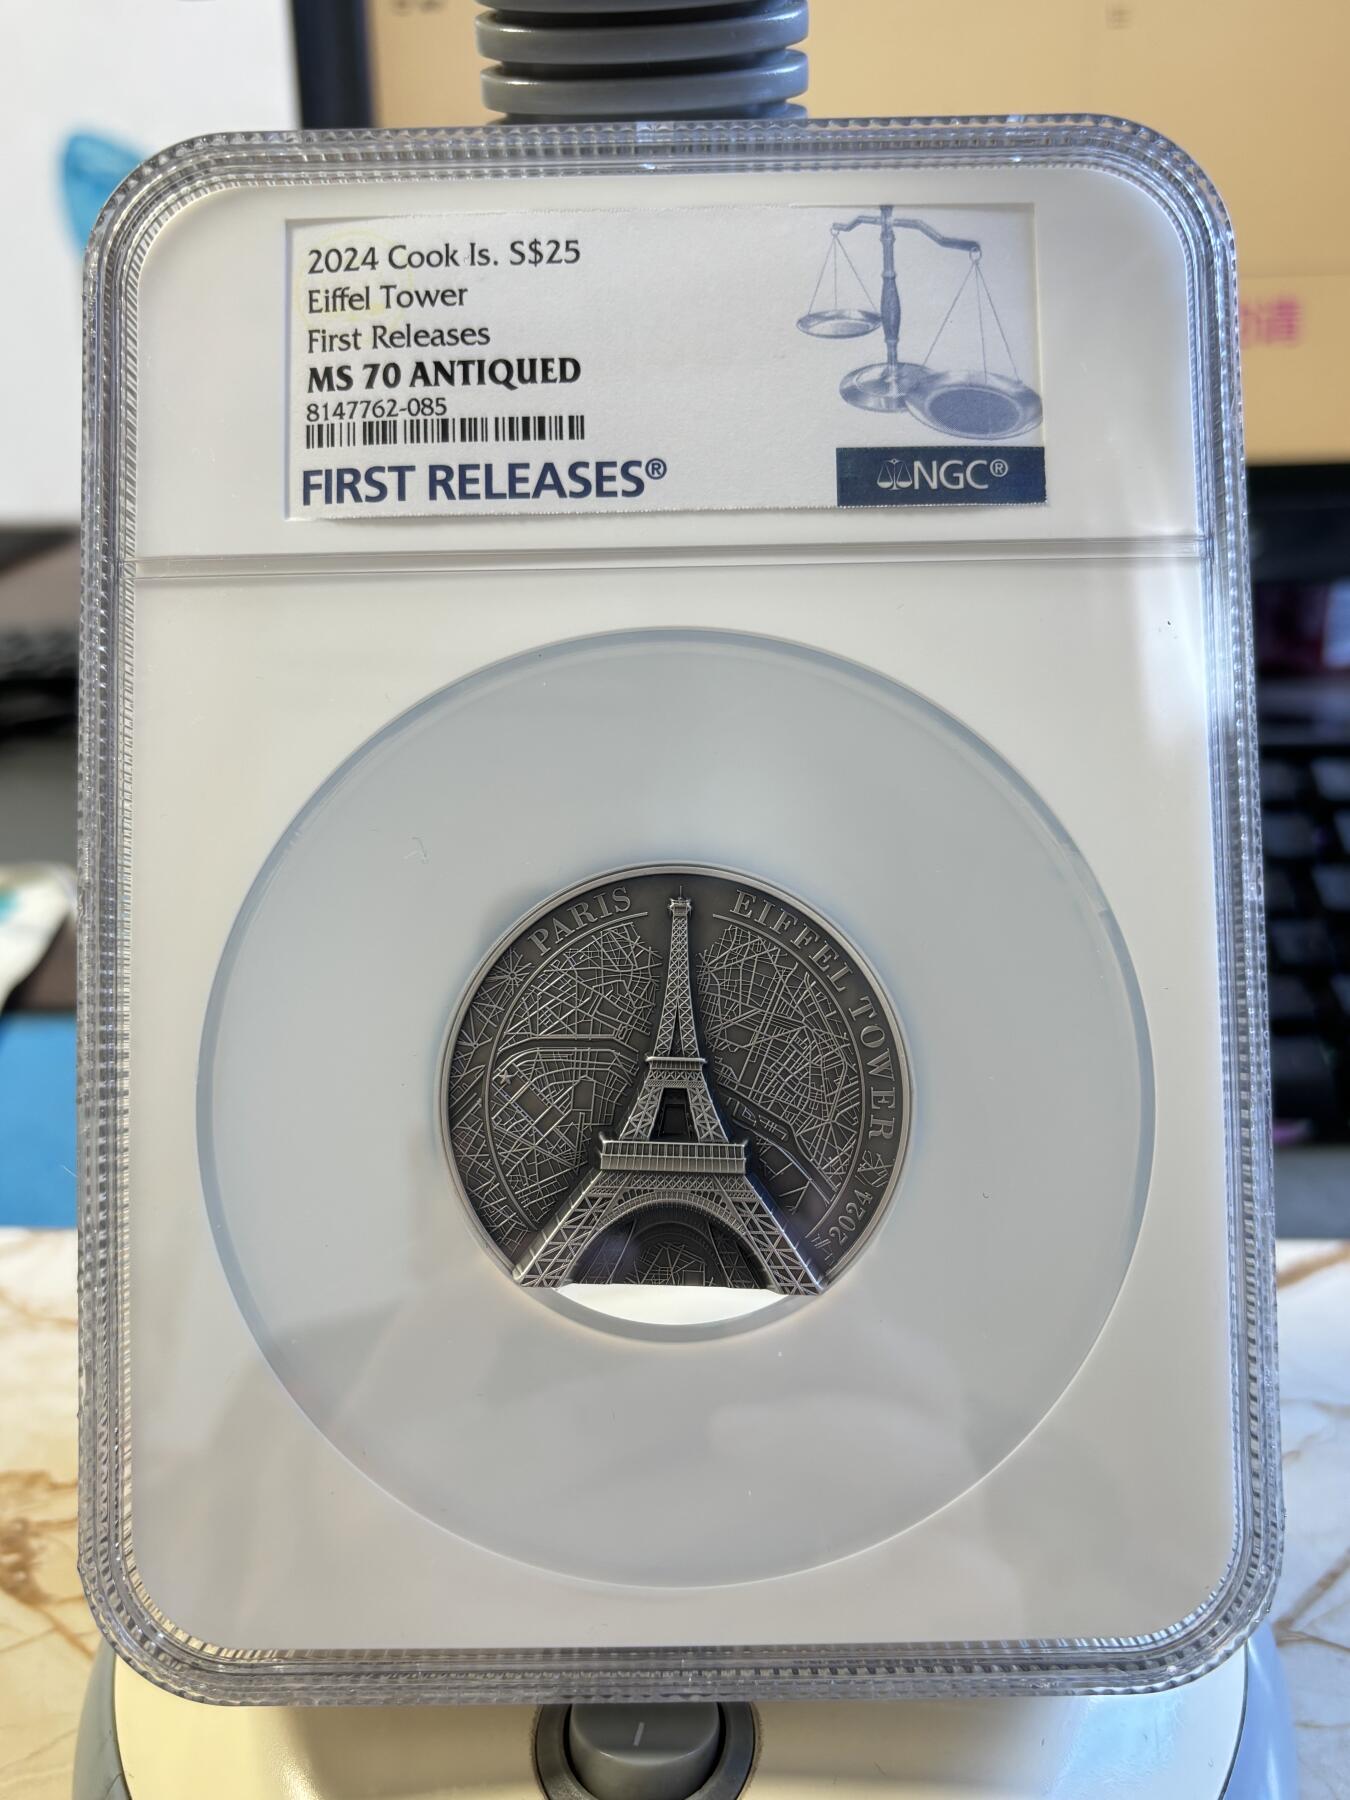 2024 Cook Is. S$25
Eiffel Tower
First Releases
MS 70 ANTIQUED
8147762-085
FIRST RELEASES®
NGC®
PARIS
EIFFEL TOWER
2024